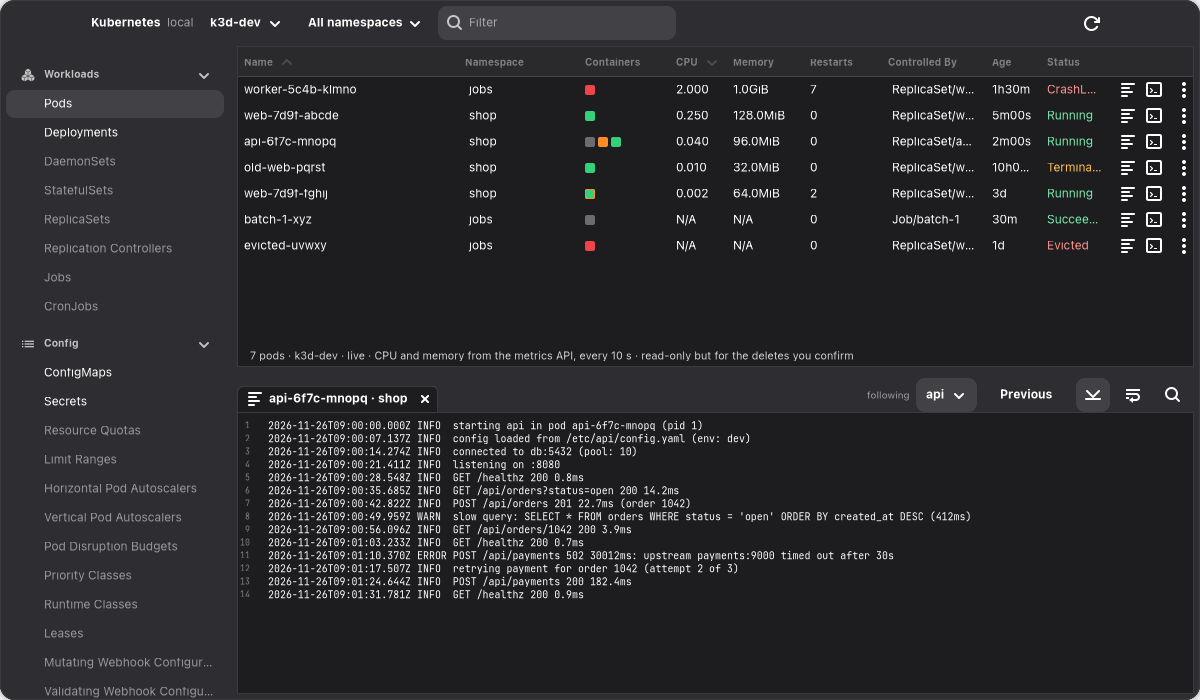 Kubernetes local k3d-dev All namespaces Filter
Workloads
Pods
Deployments
DaemonSets
StatefulSets
ReplicaSets
Replication Controllers
Jobs
CronJobs
Config
ConfigMaps
Secrets
Resource Quotas
Limit Ranges
Horizontal Pod Autoscalers
Vertical Pod Autoscalers
Pod Disruption Budgets
Priority Classes
Runtime Classes
Leases
Mutating Webhook Configur...
Validating Webhook Configu...
Name Namespace Containers CPU Memory Restarts Controlled By Age Status
worker-5c4b-klmno jobs 2.000 1.0GiB 7 ReplicaSet/w... 1h30m CrashL...
web-7d9f-abcde shop 0.250 128.0MiB 0 ReplicaSet/w... 5m00s Running
api-6f7c-mnopq shop 0.040 96.0MiB 0 ReplicaSet/a... 2m00s Running
old-web-pqrst shop 0.010 32.0MiB 0 ReplicaSet/w... 10h0... Termina...
web-7d9f-fghij shop 0.002 64.0MiB 2 ReplicaSet/w... 3d Running
batch-1-xyz jobs N/A N/A 0 Job/batch-1 30m Succee...
evicted-uvwxy jobs N/A N/A 0 ReplicaSet/w... 1d Evicted
7 pods · k3d-dev · live · CPU and memory from the metrics API, every 10 s · read-only but for the deletes you confirm
api-6f7c-mnopq · shop following api Previous
1 2026-11-26T09:00:00.000Z INFO starting api in pod api-6f7c-mnopq (pid 1)
2 2026-11-26T09:00:07.137Z INFO config loaded from /etc/api/config.yaml (env: dev)
3 2026-11-26T09:00:14.274Z INFO connected to db:5432 (pool: 10)
4 2026-11-26T09:00:21.411Z INFO listening on :8080
5 2026-11-26T09:00:28.548Z INFO GET /healthz 200 0.8ms
6 2026-11-26T09:00:35.685Z INFO GET /api/orders?status=open 200 14.2ms
7 2026-11-26T09:00:42.822Z INFO POST /api/orders 201 22.7ms (order 1042)
8 2026-11-26T09:00:49.959Z WARN slow query: SELECT * FROM orders WHERE status = 'open' ORDER BY created_at DESC (412ms)
9 2026-11-26T09:00:56.096Z INFO GET /api/orders/1042 200 3.9ms
10 2026-11-26T09:01:03.233Z INFO GET /healthz 200 0.7ms
11 2026-11-26T09:01:10.370Z ERROR POST /api/payments 502 30012ms: upstream payments:9000 timed out after 30s
12 2026-11-26T09:01:17.507Z INFO retrying payment for order 1042 (attempt 2 of 3)
13 2026-11-26T09:01:24.644Z INFO POST /api/payments 200 182.4ms
14 2026-11-26T09:01:31.781Z INFO GET /healthz 200 0.9ms